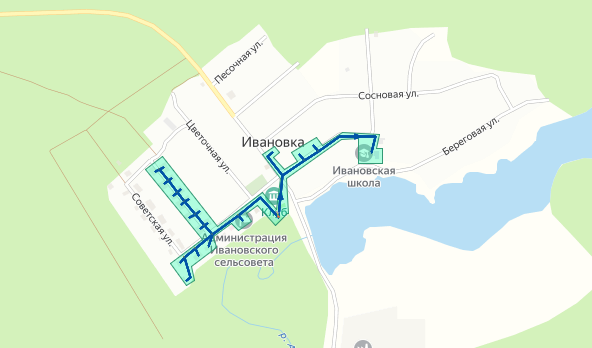 Песочная ул.
Сосновая ул.
Цветочная ул.
Ивановка
Береговая ул.
Ивановская
школа
Советская ул.
Клуб
Администрация
Ивановского
сельсовета
р.